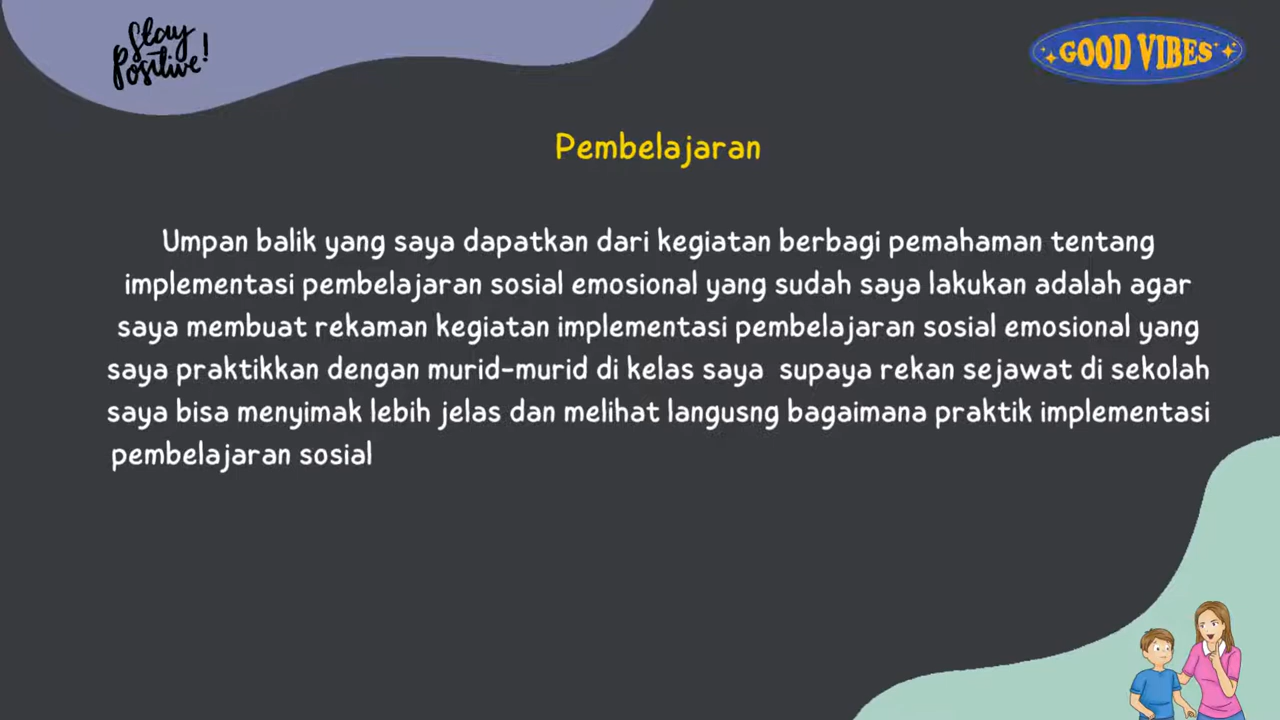 Stay
Positive!
GOOD VIBES
Pembelajaran
Umpan balik yang saya dapatkan dari kegiatan berbagi pemahaman tentang
implementasi pembelajaran sosial emosional yang sudah saya lakukan adalah agar
saya membuat rekaman kegiatan implementasi pembelajaran sosial emosional yang
saya praktikkan dengan murid-murid di kelas saya supaya rekan sejawat di sekolah
saya bisa menyimak lebih jelas dan melihat langusng bagaimana praktik implementasi
pembelajaran sosial